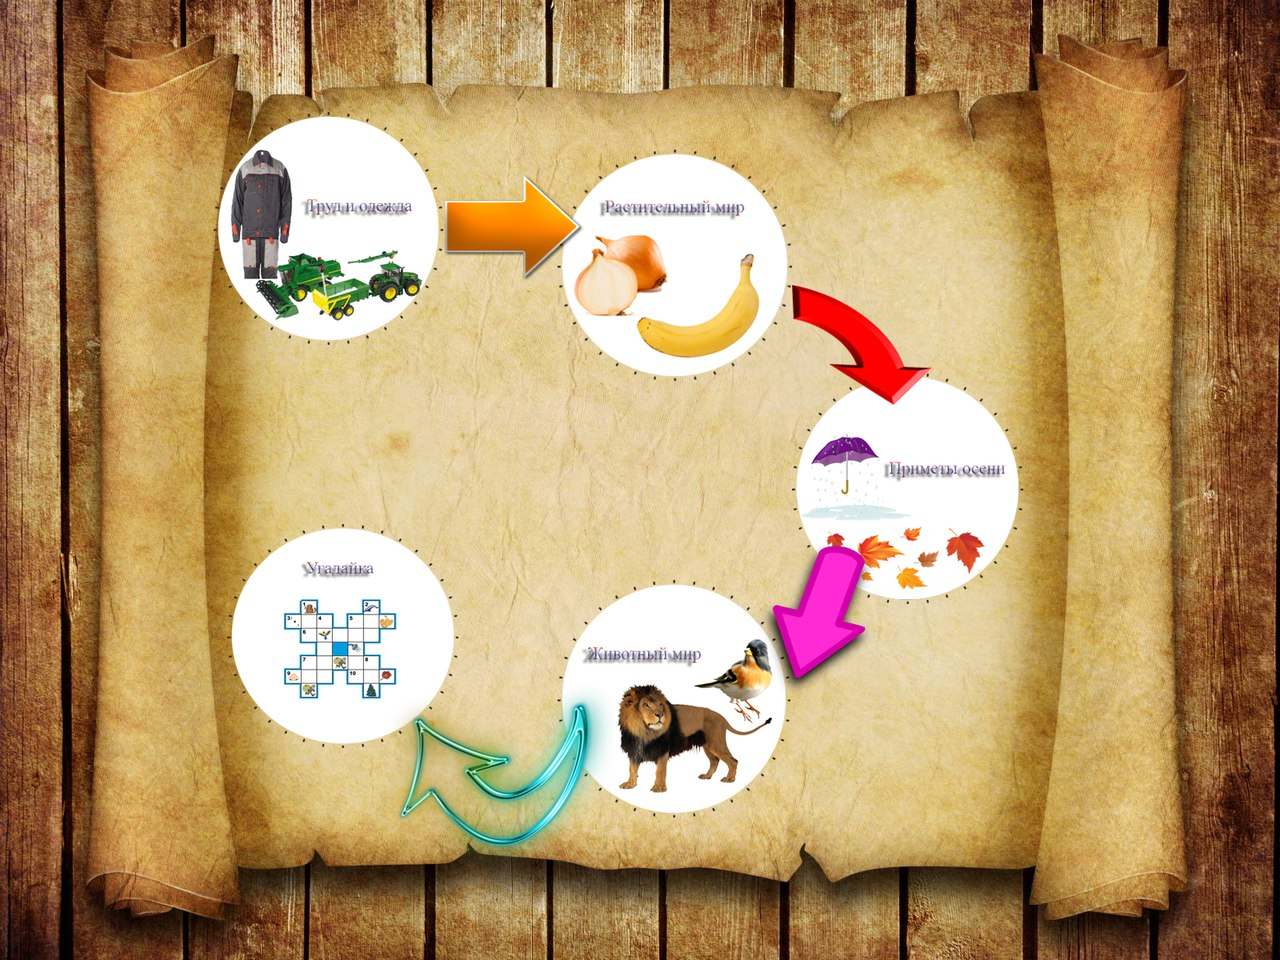 Труд и одежда
Растительный мир
Приметы осени
Животный мир
Угадайка